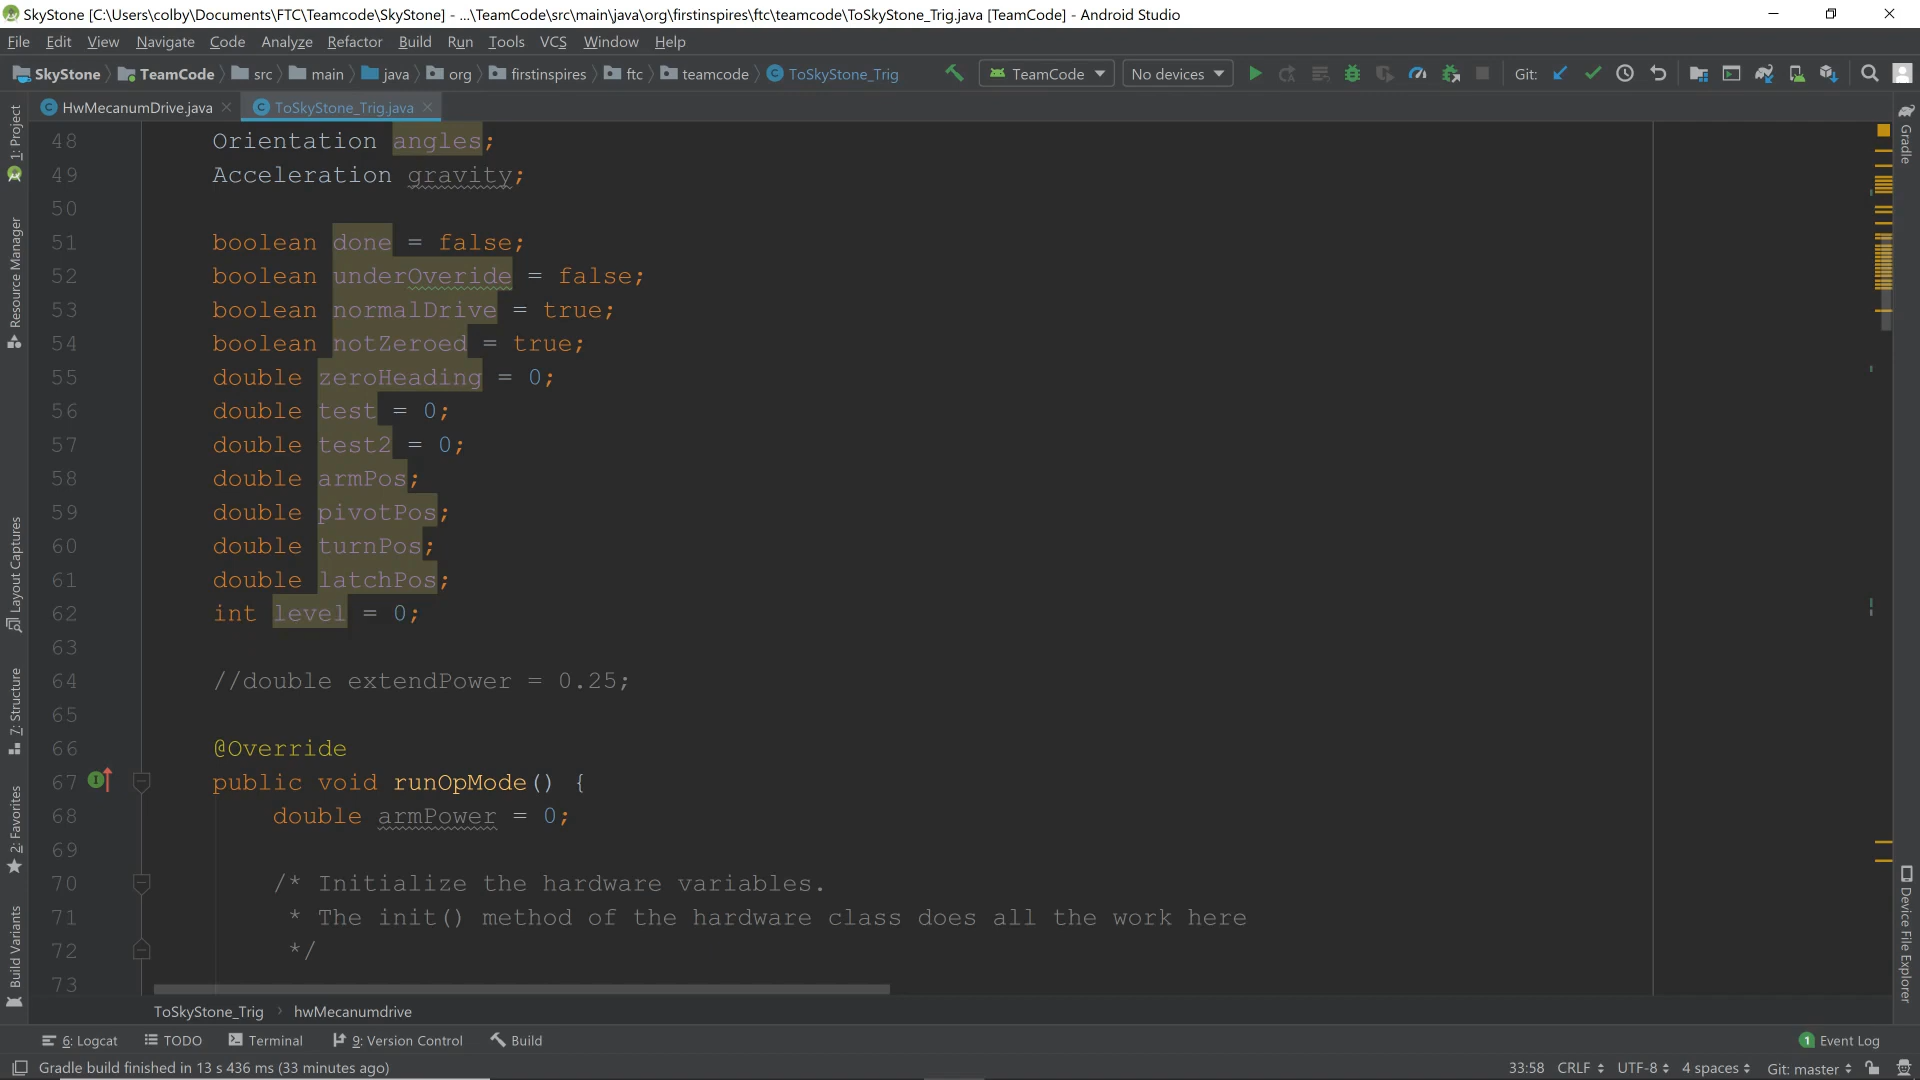 SkyStone [C:\Users\colby\Documents\FTC\Teamcode\SkyStone] - ...\TeamCode\src\main\java\org\firstinspires\ftc\teamcode\ToSkyStone_Trig.java [TeamCode] - Android Studio
File Edit View Navigate Code Analyze Refactor Build Run Tools VCS Window Help
SkyStone TeamCode src main java org firstinspires ftc teamcode ToSkyStone_Trig TeamCode No devices Git:
HwMecanumDrive.java ToSkyStone_Trig.java
48 Orientation angles;
49 Acceleration gravity;
50
51 boolean done = false;
52 boolean underOveride = false;
53 boolean normalDrive = true;
54 boolean notZeroed = true;
55 double zeroHeading = 0;
56 double test = 0;
57 double test2 = 0;
58 double armPos;
59 double pivotPos;
60 double turnPos;
61 double latchPos;
62 int level = 0;
63
64 //double extendPower = 0.25;
65
66 @Override
67 public void runOpMode() {
68 double armPower = 0;
69
70 /* Initialize the hardware variables.
71 * The init() method of the hardware class does all the work here
72 */
73
ToSkyStone_Trig hwMecanumdrive
1: Project
Resource Manager
Layout Captures
7: Structure
2: Favorites
Build Variants
Gradle
Device File Explorer
6: Logcat TODO Terminal 9: Version Control Build 1 Event Log
Gradle build finished in 13 s 436 ms (33 minutes ago) 33:58 CRLF UTF-8 4 spaces Git: master